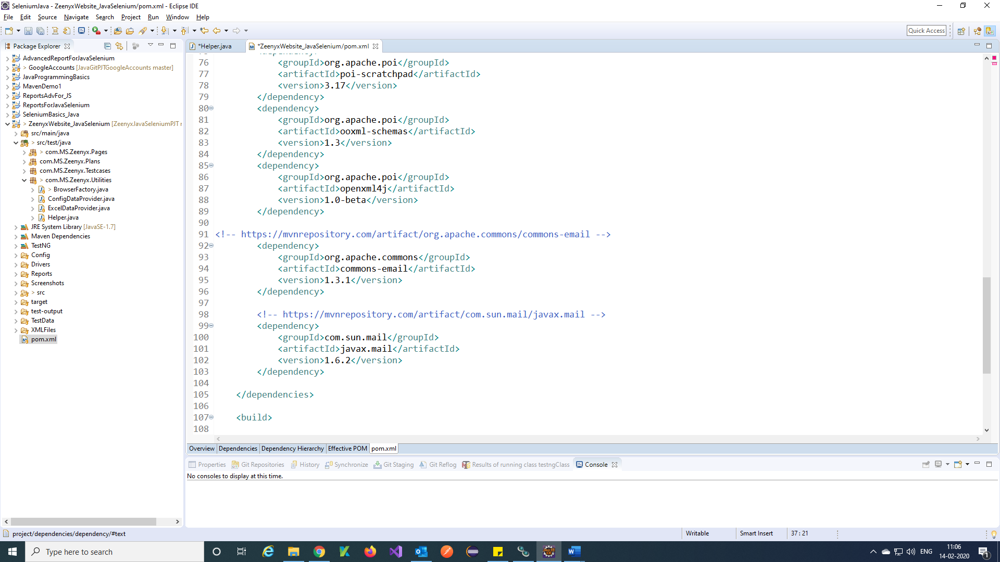 SeleniumJava - ZeenyxWebsite_JavaSelenium/pom.xml - Eclipse IDE
File Edit Source Navigate Search Project Run Window Help
Quick Access
Package Explorer
*Helper.java
*ZeenyxWebsite_JavaSelenium/pom.xml
AdvancedReportForJavaSelenium
> GoogleAccounts [JavaGitPJTGoogleAccounts master]
JavaProgrammingBasics
MavenDemo1
ReportsAdvFor_JS
ReportsForJavaSelenium
SeleniumBasics_Java
> ZeenyxWebsite_JavaSelenium [ZeenyxJavaSeleniumPJT
src/main/java
> src/test/java
> com.MS.Zeenyx.Pages
com.MS.Zeenyx.Plans
com.MS.Zeenyx.Testcases
> com.MS.Zeenyx.Utilities
> BrowserFactory.java
ConfigDataProvider.java
ExcelDataProvider.java
Helper.java
JRE System Library [JavaSE-1.7]
Maven Dependencies
TestNG
Config
Drivers
Reports
Screenshots
> src
target
test-output
TestData
XMLFiles
pom.xml
76 <groupId>org.apache.poi</groupId>
77 <artifactId>poi-scratchpad</artifactId>
78 <version>3.17</version>
79 </dependency>
80 <dependency>
81 <groupId>org.apache.poi</groupId>
82 <artifactId>ooxml-schemas</artifactId>
83 <version>1.3</version>
84 </dependency>
85 <dependency>
86 <groupId>org.apache.poi</groupId>
87 <artifactId>openxml4j</artifactId>
88 <version>1.0-beta</version>
89 </dependency>
90
91 <!-- https://mvnrepository.com/artifact/org.apache.commons/commons-email -->
92 <dependency>
93 <groupId>org.apache.commons</groupId>
94 <artifactId>commons-email</artifactId>
95 <version>1.3.1</version>
96 </dependency>
97
98 <!-- https://mvnrepository.com/artifact/com.sun.mail/javax.mail -->
99 <dependency>
100 <groupId>com.sun.mail</groupId>
101 <artifactId>javax.mail</artifactId>
102 <version>1.6.2</version>
103 </dependency>
104
105 </dependencies>
106
107 <build>
108
Overview Dependencies Dependency Hierarchy Effective POM pom.xml
Properties Git Repositories History Synchronize Git Staging Git Reflog Results of running class testngClass Console
No consoles to display at this time.
project/dependencies/dependency/#text
Writable
Smart Insert
37 : 21
Type here to search
ENG
11:06
14-02-2020
1